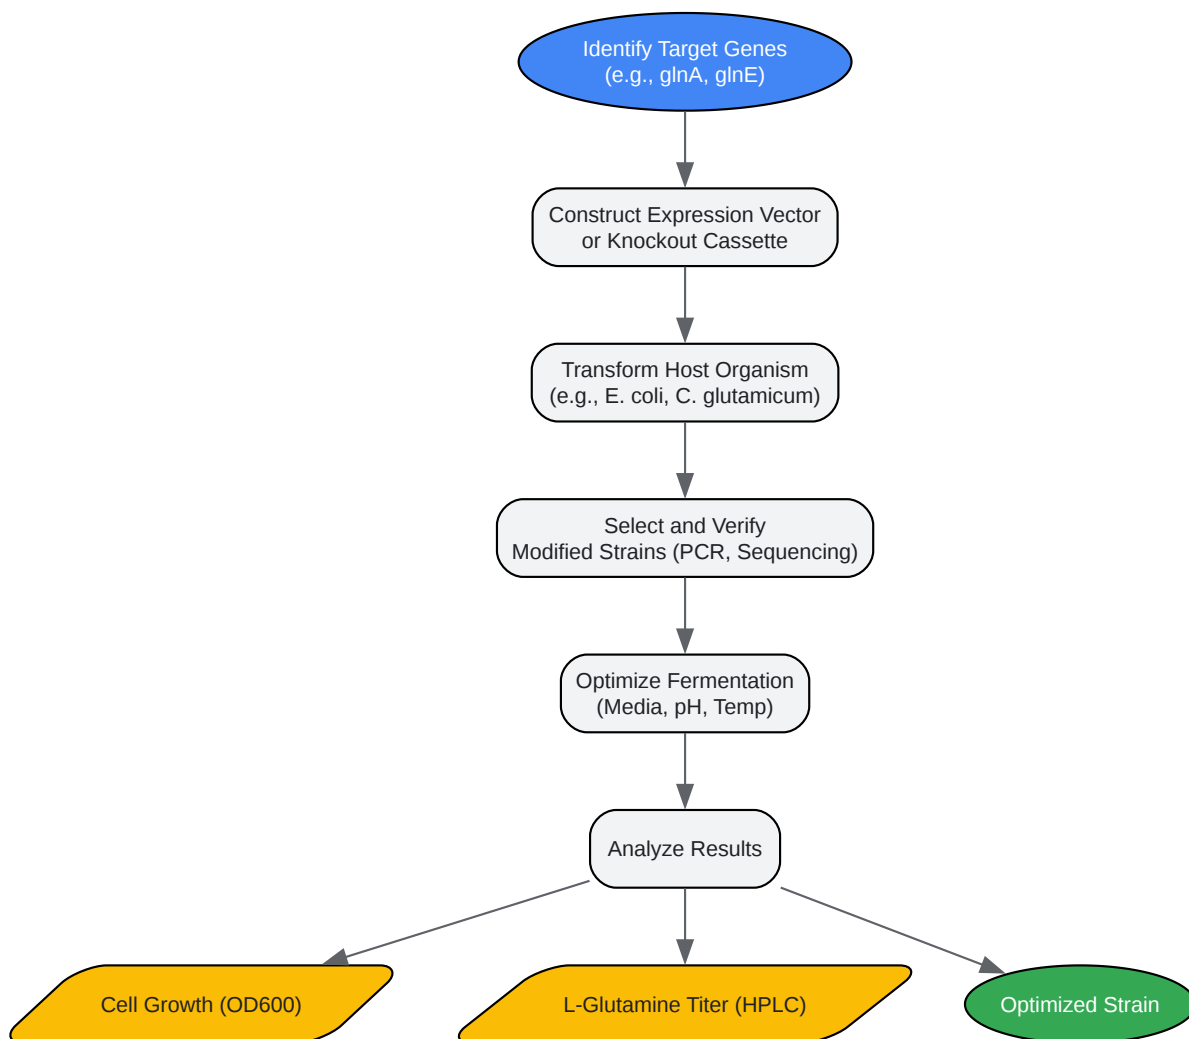 Identify Target Genes
(e.g., glnA, glnE)
Construct Expression Vector
or Knockout Cassette
Transform Host Organism
(e.g., E. coli, C. glutamicum)
Select and Verify
Modified Strains (PCR, Sequencing)
Optimize Fermentation
(Media, pH, Temp)
Analyze Results
Cell Growth (OD600)
L-Glutamine Titer (HPLC)
Optimized Strain